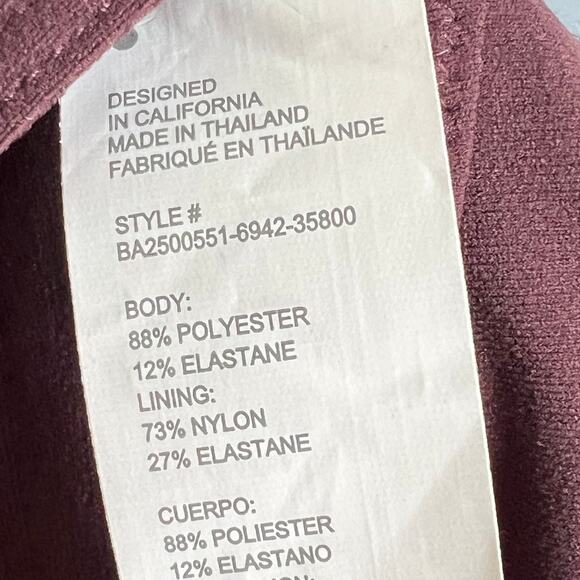 DESIGNED
IN CALIFORNIA
MADE IN THAILAND
FABRIQUÉ EN THAÏLANDE
STYLE #
BA2500551-6942-35800
BODY:
88% POLYESTER
12% ELASTANE
LINING:
73% NYLON
27% ELASTANE
CUERPO:
88% POLIESTER
12% ELASTANO